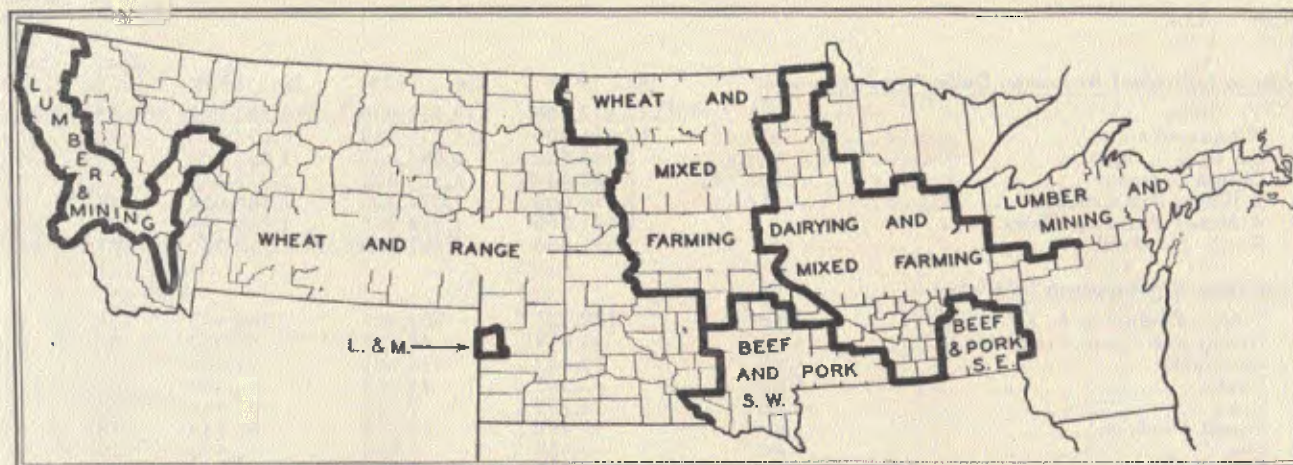 LUMBER
& MINING
WHEAT AND RANGE
L. & M.
WHEAT AND
MIXED
FARMING
DAIRYING AND
MIXED FARMING
LUMBER AND
MINING
BEEF
AND PORK
S. W.
BEEF
& PORK
S. E.